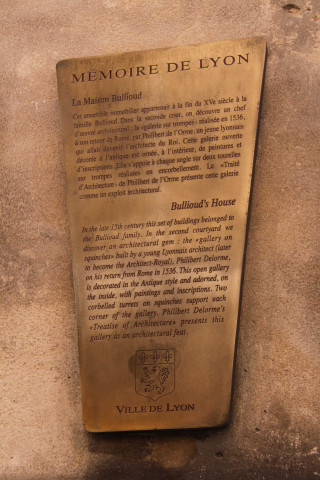 MÉMOIRE DE LYON
La Maison Bullioud
Cet ensemble immobilier appartenait à la fin du XVe siècle à la
famille Bullioud. Dans la seconde cour, on découvre un chef
d'œuvre architectural : la «galerie sur trompes» réalisée en 1536,
à son retour de Rome, par Philibert de l'Orme, un jeune lyonnais
qui allait devenir l'architecte du Roi. Cette galerie ouverte
décorée à l'antique est ornée, à l'intérieur, de peintures et
d'inscriptions. Elle s'appuie à chaque angle sur deux tourelles
sur trompes réalisées en encorbellement. Le «Traité
d'Architecture» de Philibert de l'Orme présente cette galerie
comme un exploit architectural.
Bullioud's House
In the late 15th century this set of buildings belonged to
the Bullioud family. In the second courtyard we
discover an architectural gem : the «gallery on
squinches» built by a young Lyonnais architect (later
to become the Architect-Royal), Philibert Delorme,
on his return from Rome in 1536. This open gallery
is decorated in the Antique style and adorned, on
the inside, with paintings and inscriptions. Two
corbelled turrets on squinches support each
corner of the gallery. Philibert Delorme's
«Treatise of Architecture» presents this
gallery as an architectural feat.
VILLE DE LYON